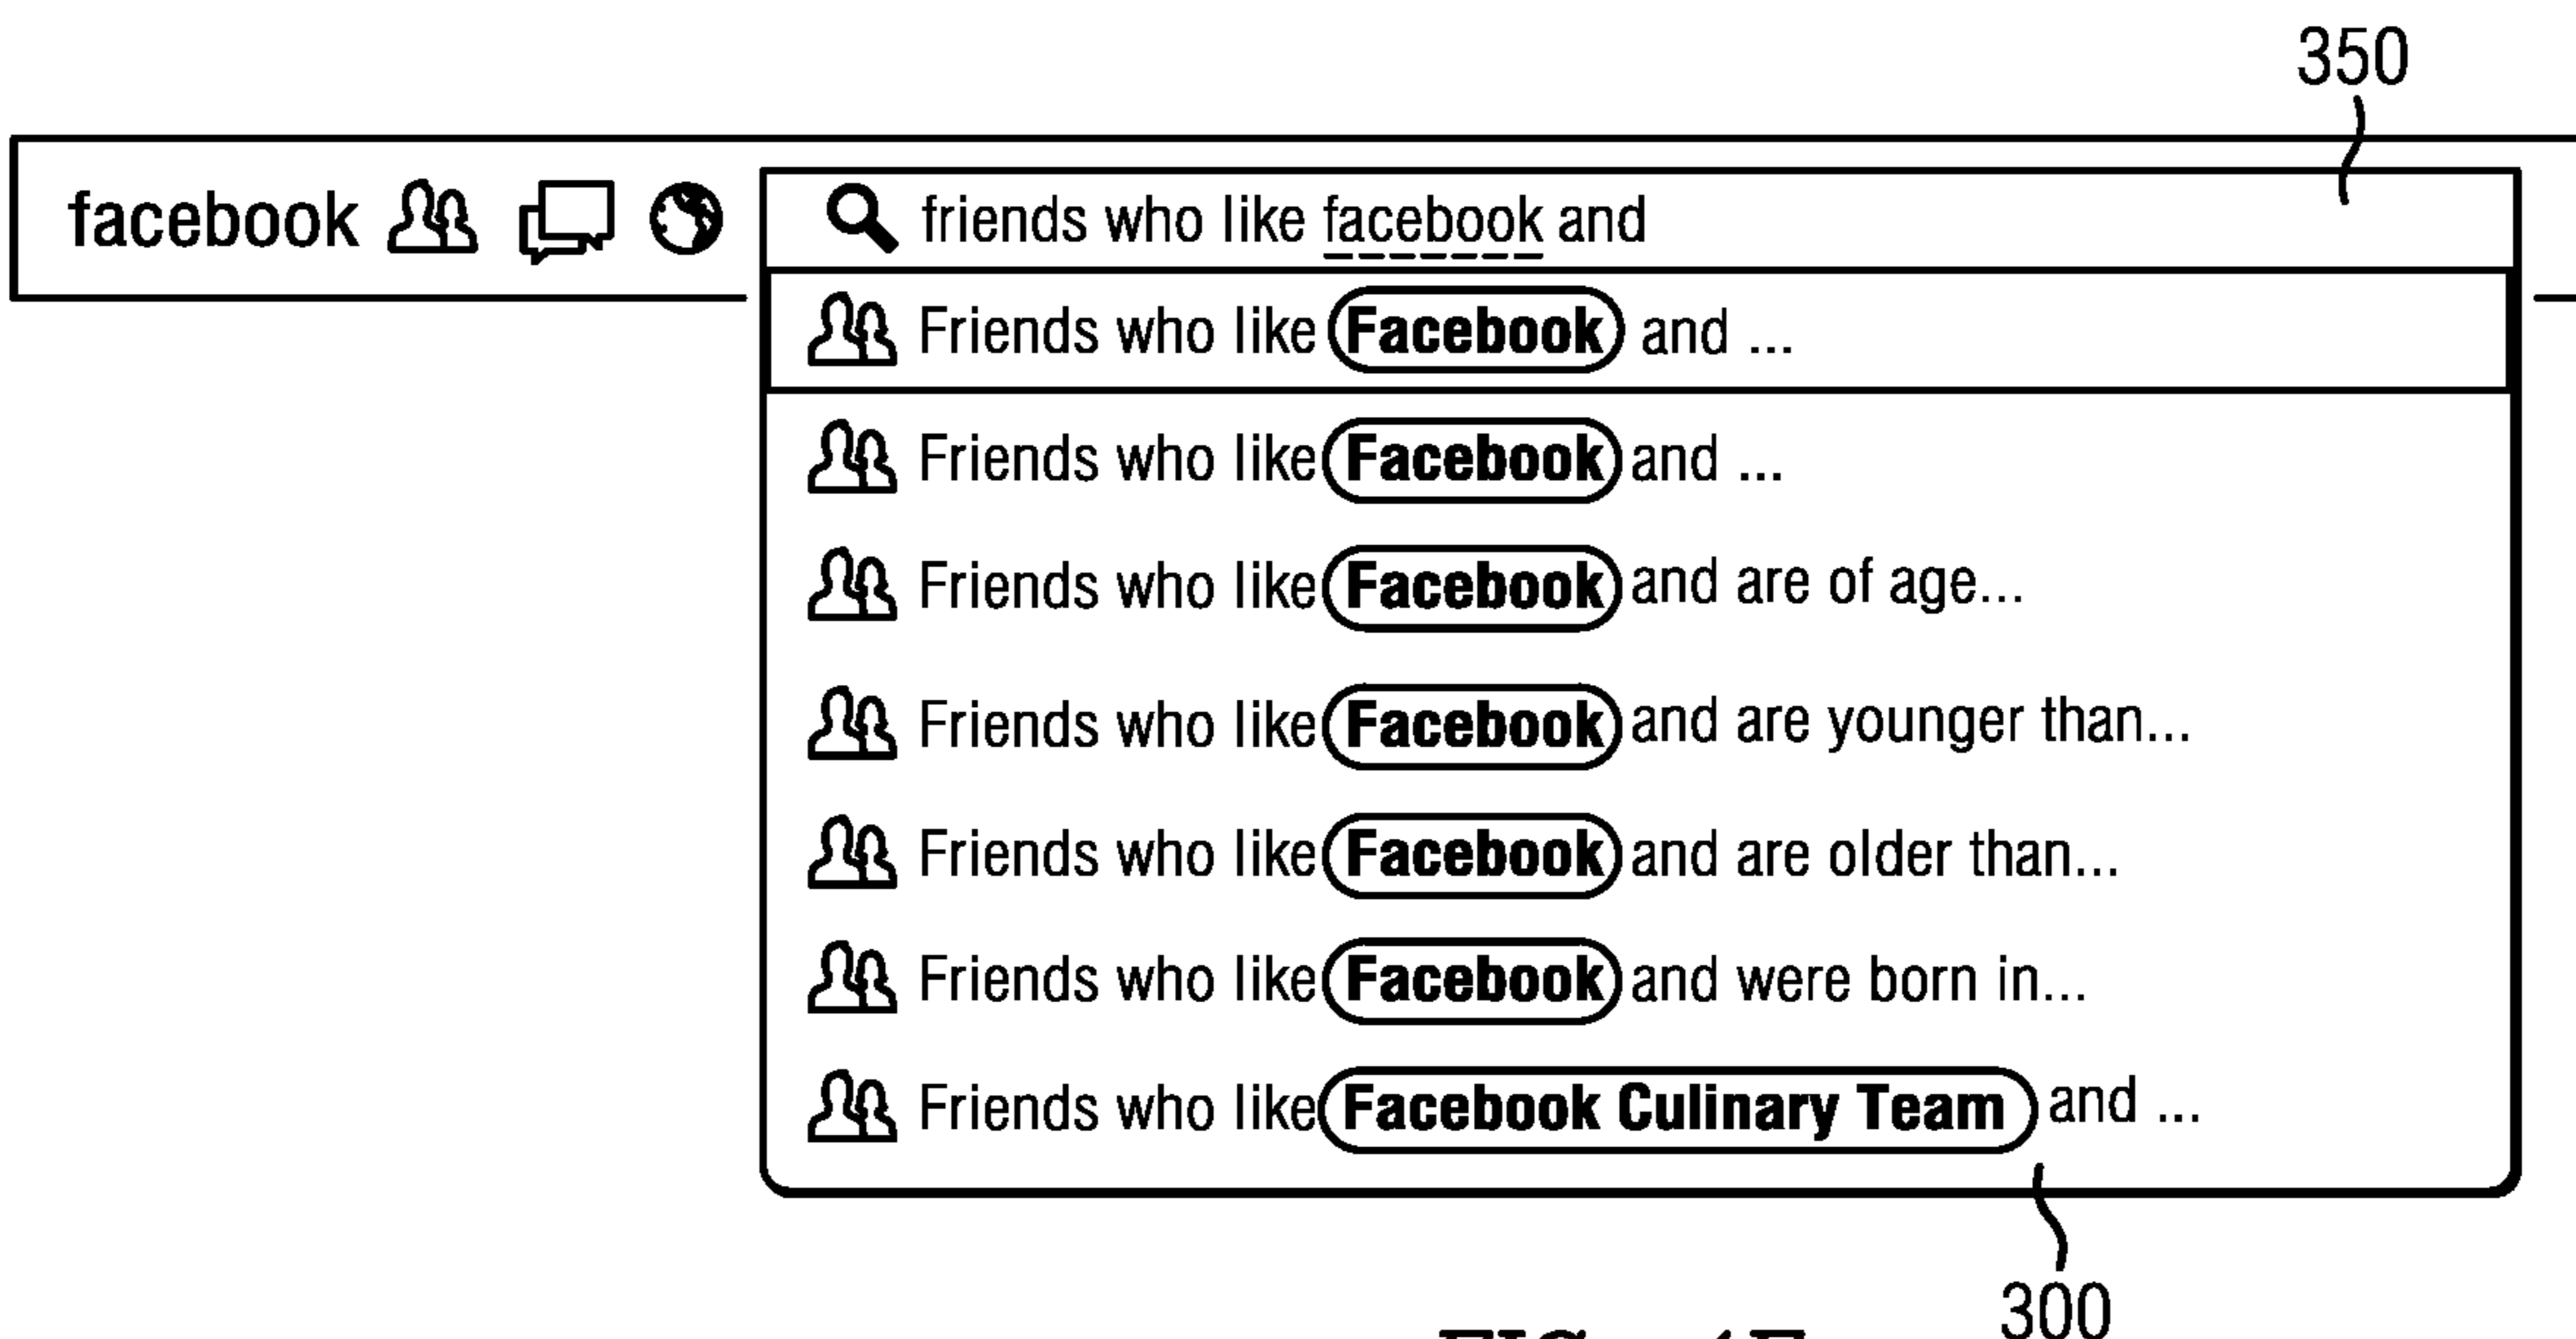 350
facebook friends who like facebook and
Friends who like Facebook and ...
Friends who like Facebook and ...
Friends who like Facebook and are of age...
Friends who like Facebook and are younger than...
Friends who like Facebook and are older than...
Friends who like Facebook and were born in...
Friends who like Facebook Culinary Team and ...
300